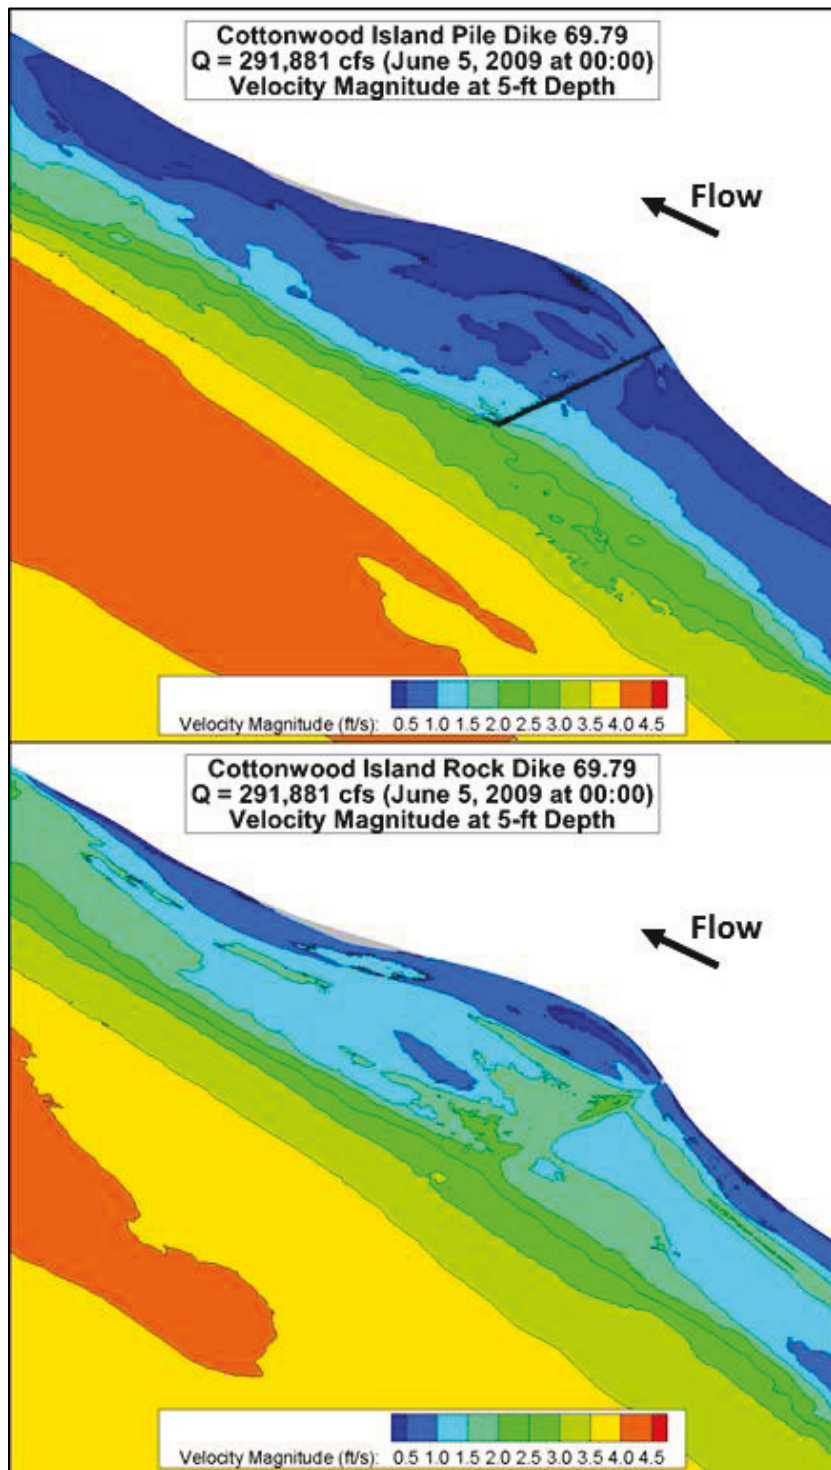 Cottonwood Island Pile Dike 69.79
Q = 291,881 cfs (June 5, 2009 at 00:00)
Velocity Magnitude at 5-ft Depth
Flow
Velocity Magnitude (ft/s): 0.5 1.0 1.5 2.0 2.5 3.0 3.5 4.0 4.5
Cottonwood Island Rock Dike 69.79
Q = 291,881 cfs (June 5, 2009 at 00:00)
Velocity Magnitude at 5-ft Depth
Flow
Velocity Magnitude (ft/s): 0.5 1.0 1.5 2.0 2.5 3.0 3.5 4.0 4.5